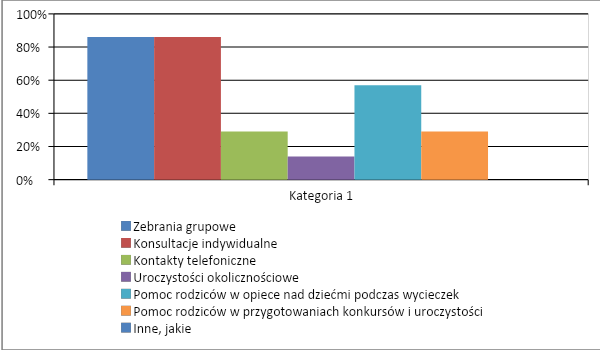 100%
80%
60%
40%
20%
0%
Kategoria 1
Zebrania grupowe
Konsultacje indywidualne
Kontakty telefoniczne
Uroczystości okolicznościowe
Pomoc rodziców w opiece nad dziećmi podczas wycieczek
Pomoc rodziców w przygotowaniach konkursów i uroczystości
Inne, jakie